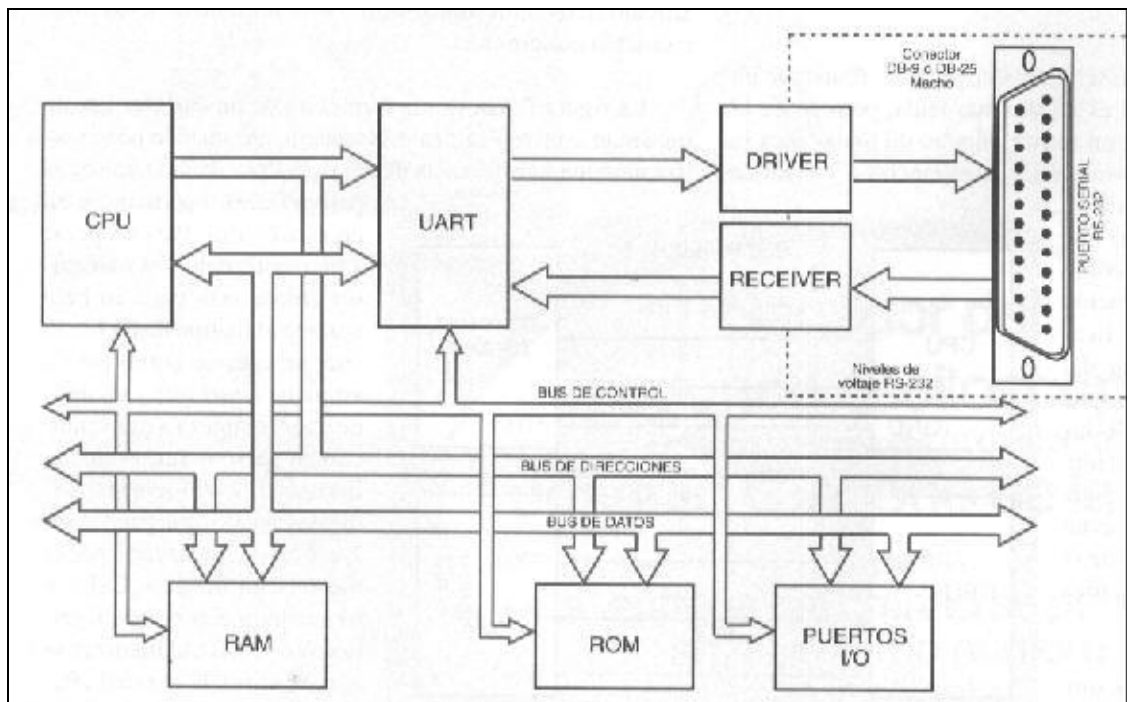 Conector
DB-9 o DB-25
Macho
CPU
UART
DRIVER
RECEIVER
PUERTO SERIAL
RS-232
Niveles de
voltaje RS-232
BUS DE CONTROL
BUS DE DIRECCIONES
BUS DE DATOS
RAM
ROM
PUERTOS
I/O